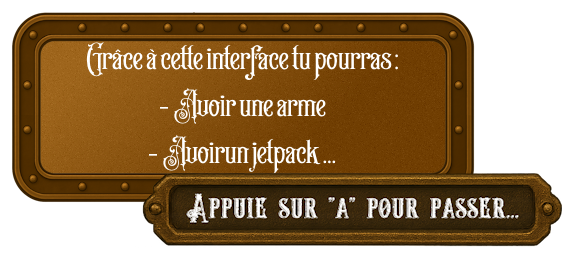 Grâce à cette interface tu pourras :
- Avoir une arme
- Avoirun jetpack ...
Appuie sur "a" pour passer...